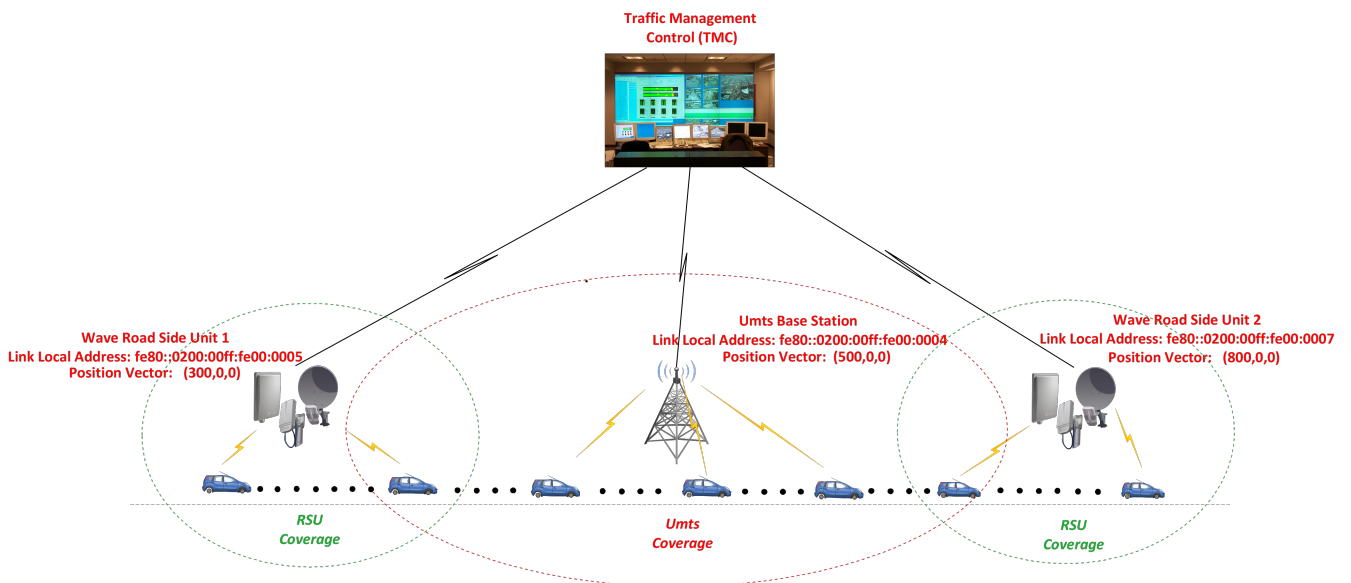 Traffic Management
Control (TMC)
Wave Road Side Unit 1
Link Local Address: fe80::0200:00ff:fe00:0005
Position Vector: (300,0,0)
Umts Base Station
Link Local Address: fe80::0200:00ff:fe00:0004
Position Vector: (500,0,0)
Wave Road Side Unit 2
Link Local Address: fe80::0200:00ff:fe00:0007
Position Vector: (800,0,0)
RSU
Coverage
Umts
Coverage
RSU
Coverage